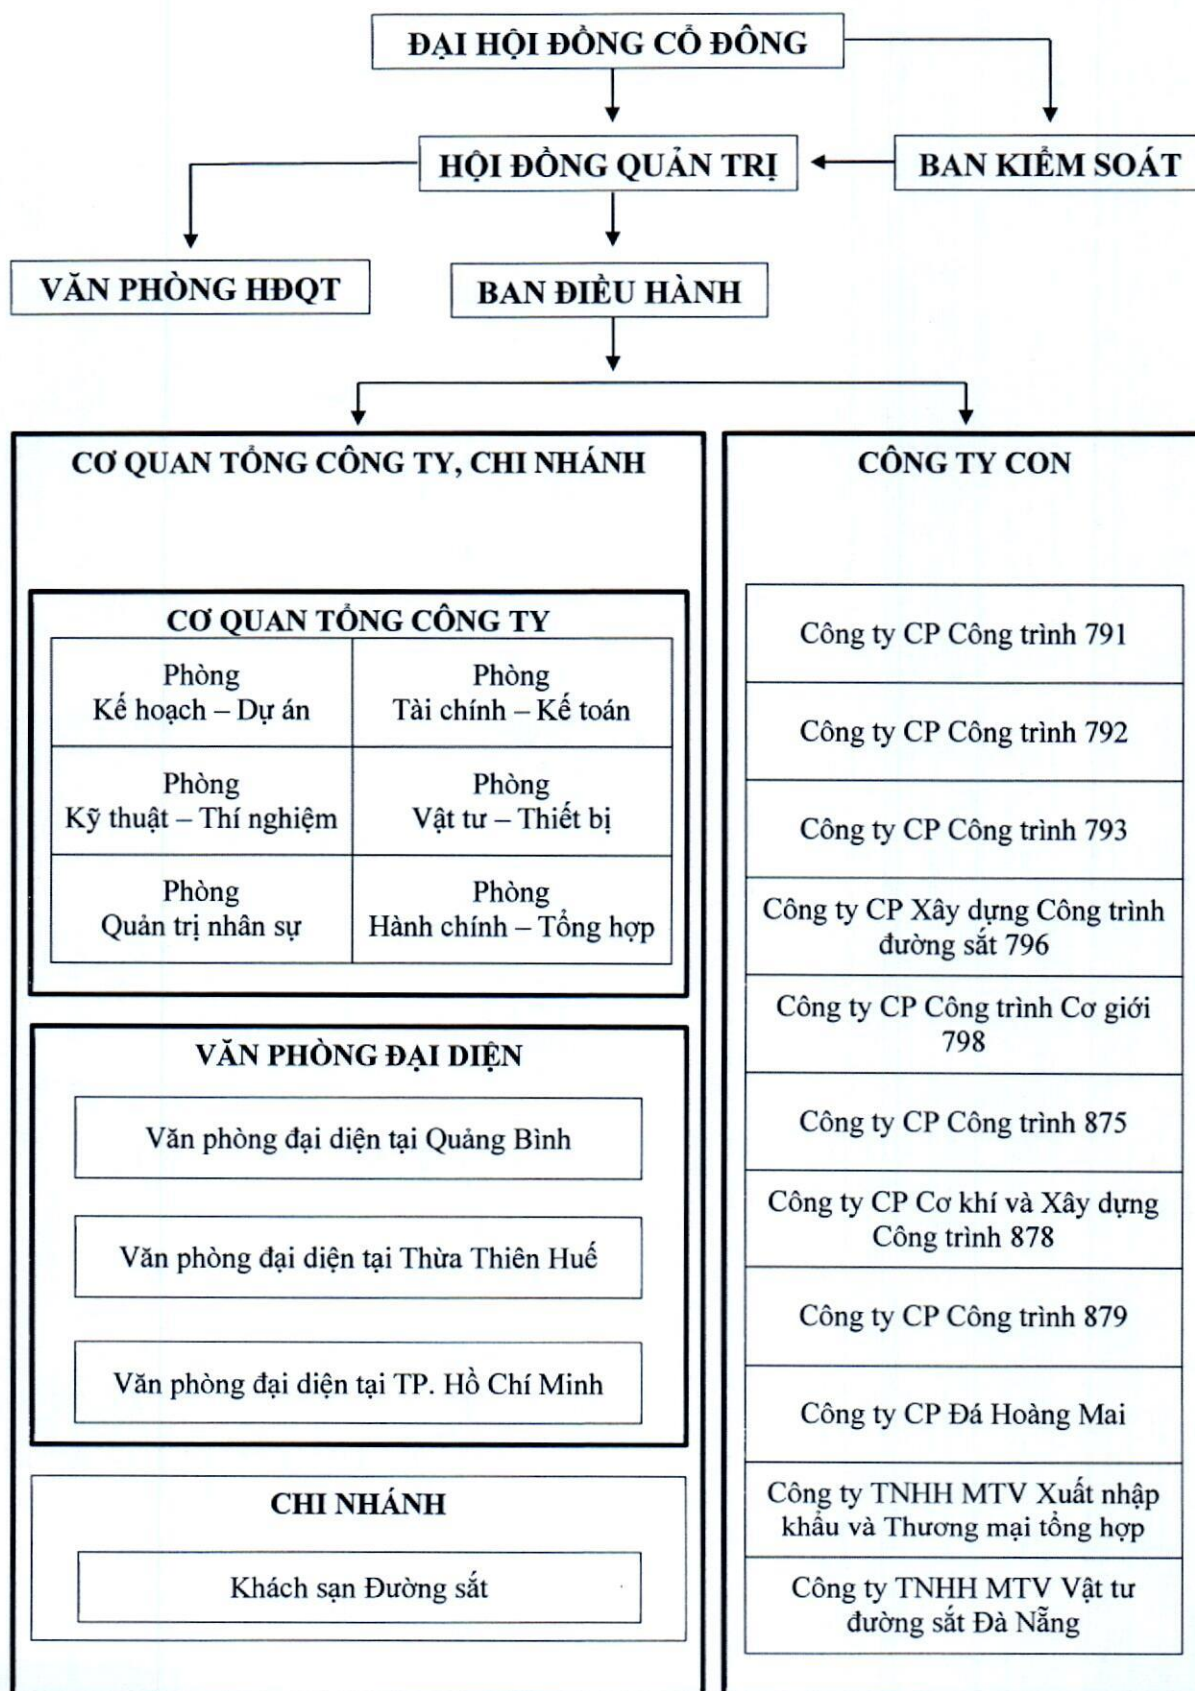 ĐẠI HỘI ĐỒNG CỔ ĐÔNG
HỘI ĐỒNG QUẢN TRỊ
BAN KIỂM SOÁT
VĂN PHÒNG HĐQT
BAN ĐIỀU HÀNH
CƠ QUAN TỔNG CÔNG TY, CHI NHÁNH
CƠ QUAN TỔNG CÔNG TY
Phòng
Kế hoạch – Dự án
Phòng
Tài chính – Kế toán
Phòng
Kỹ thuật – Thí nghiệm
Phòng
Vật tư – Thiết bị
Phòng
Quản trị nhân sự
Phòng
Hành chính – Tổng hợp
VĂN PHÒNG ĐẠI DIỆN
Văn phòng đại diện tại Quảng Bình
Văn phòng đại diện tại Thừa Thiên Huế
Văn phòng đại diện tại TP. Hồ Chí Minh
CHI NHÁNH
Khách sạn Đường sắt
CÔNG TY CON
Công ty CP Công trình 791
Công ty CP Công trình 792
Công ty CP Công trình 793
Công ty CP Xây dựng Công trình
đường sắt 796
Công ty CP Công trình Cơ giới
798
Công ty CP Công trình 875
Công ty CP Cơ khí và Xây dựng
Công trình 878
Công ty CP Công trình 879
Công ty CP Đá Hoàng Mai
Công ty TNHH MTV Xuất nhập
khẩu và Thương mại tổng hợp
Công ty TNHH MTV Vật tư
đường sắt Đà Nẵng